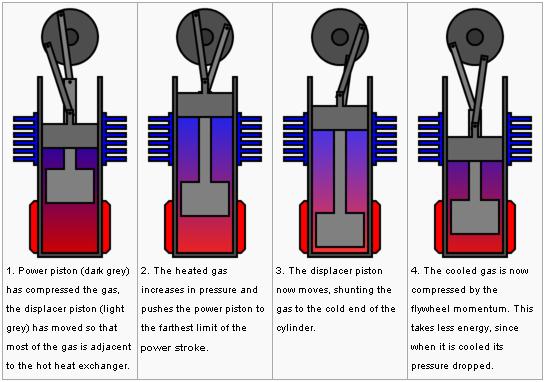 1. Power piston (dark grey)
has compressed the gas,
the displacer piston (light
grey) has moved so that
most of the gas is adjacent
to the hot heat exchanger.
2. The heated gas
increases in pressure and
pushes the power piston to
the farthest limit of the
power stroke.
3. The displacer piston
now moves, shunting the
gas to the cold end of the
cylinder.
4. The cooled gas is now
compressed by the
flywheel momentum. This
takes less energy, since
when it is cooled its
pressure dropped.